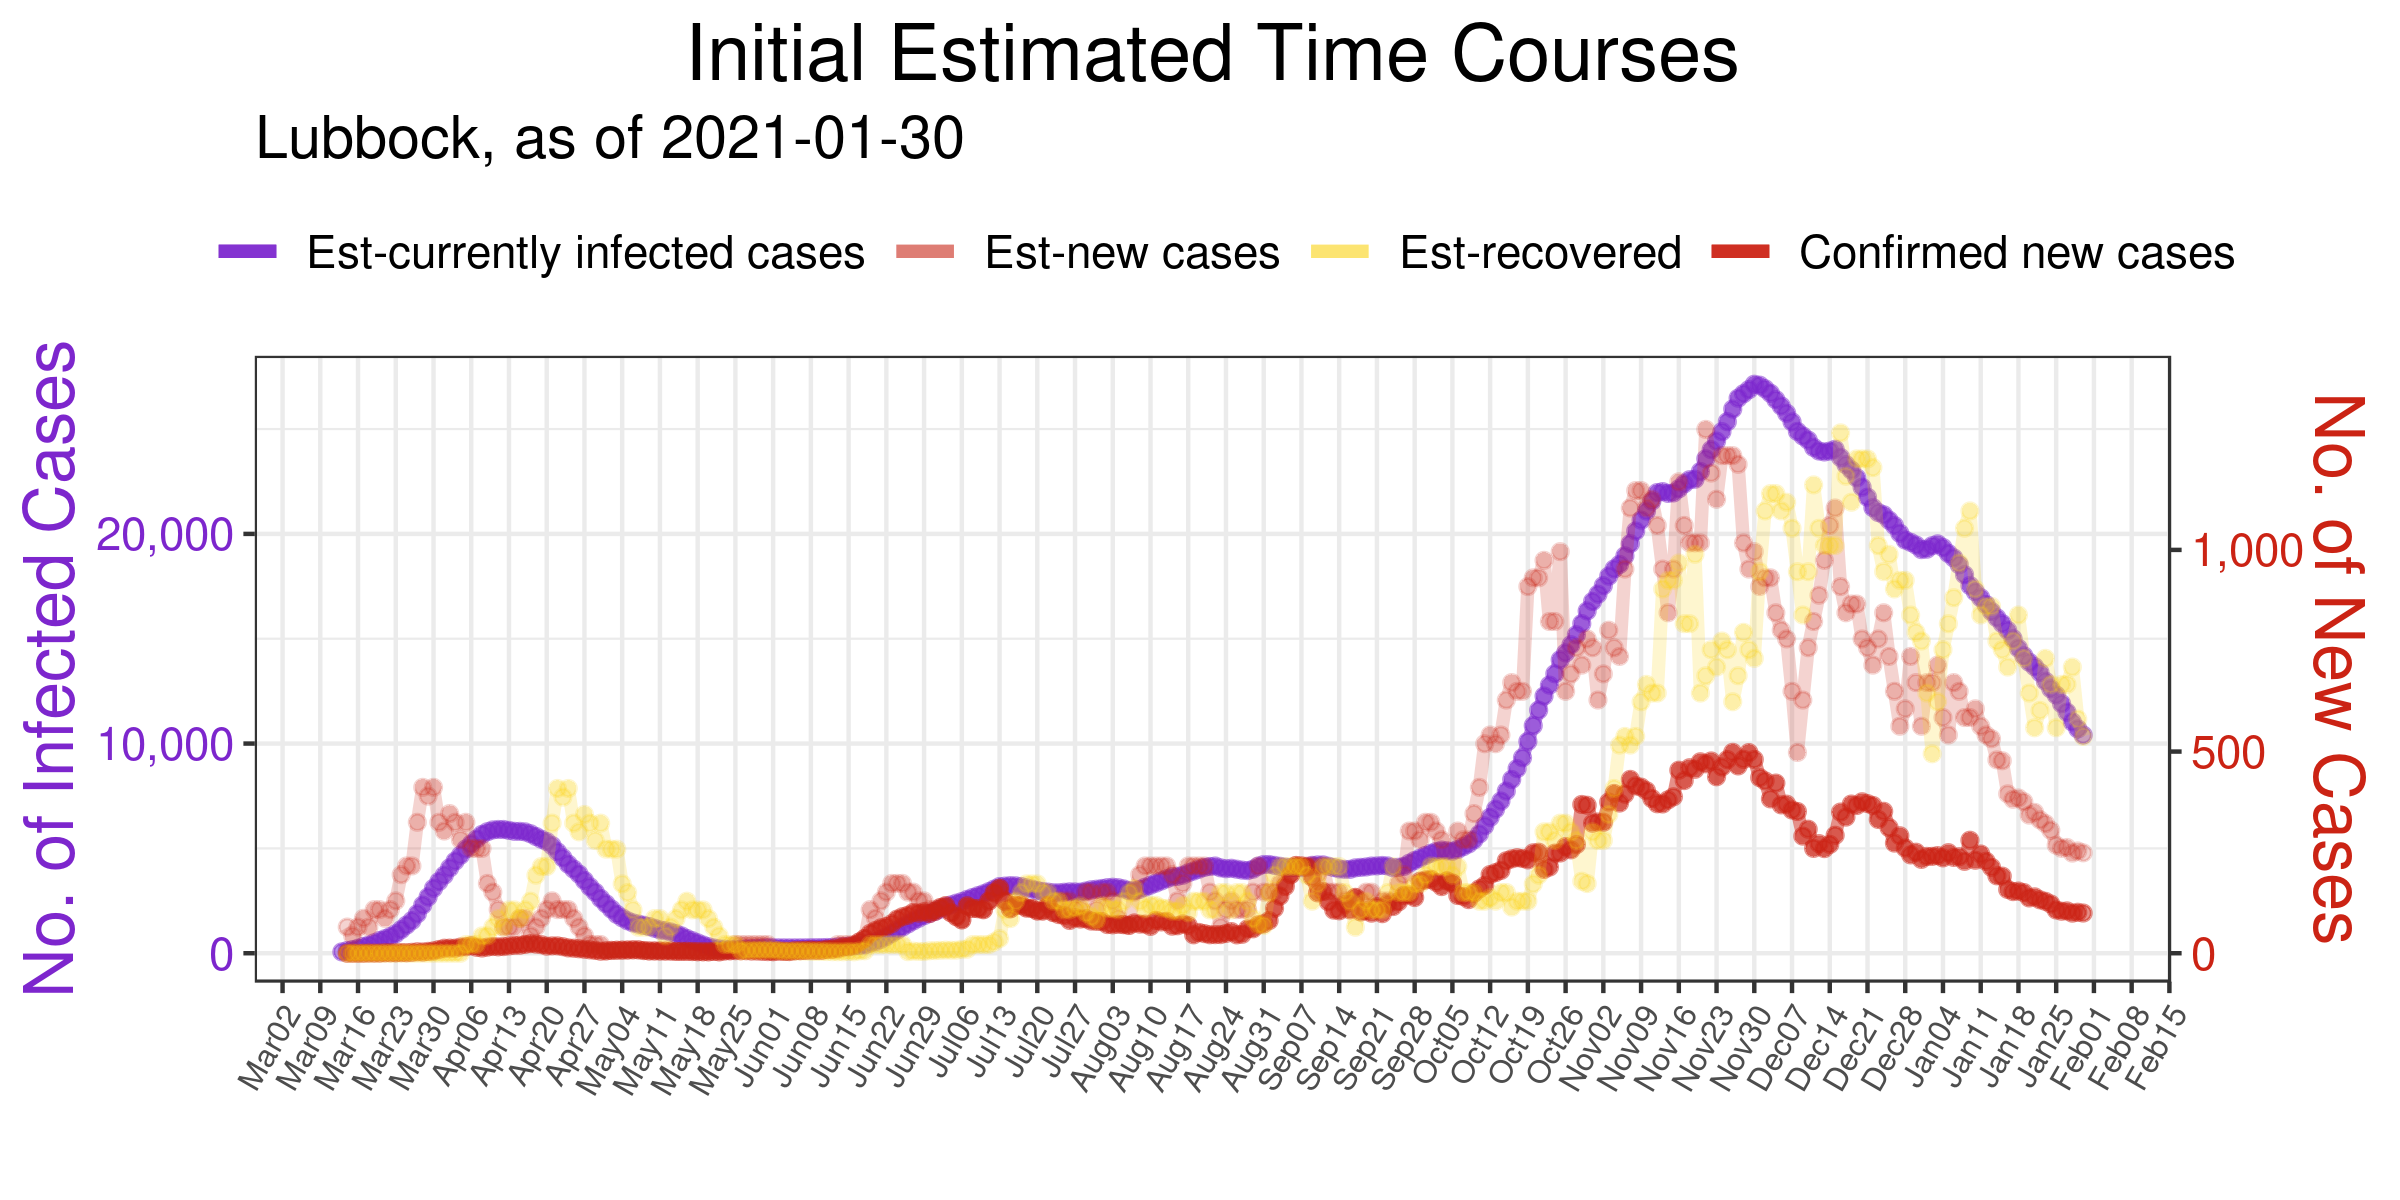 Initial Estimated Time Courses
Lubbock, as of 2021-01-30
Est-currently infected cases Est-new cases Est-recovered Confirmed new cases
No. of Infected Cases
20,000
10,000
0
1,000
500
0
No. of New Cases
Mar02 Mar09 Mar16 Mar23 Mar30 Apr06 Apr13 Apr20 Apr27 May04 May11 May18 May25 Jun01 Jun08 Jun15 Jun22 Jun29 Jul06 Jul13 Jul20 Jul27 Aug03 Aug10 Aug17 Aug24 Aug31 Sep07 Sep14 Sep21 Sep28 Oct05 Oct12 Oct19 Oct26 Nov02 Nov09 Nov16 Nov23 Nov30 Dec07 Dec14 Dec21 Dec28 Jan04 Jan11 Jan18 Jan25 Feb01 Feb08 Feb15